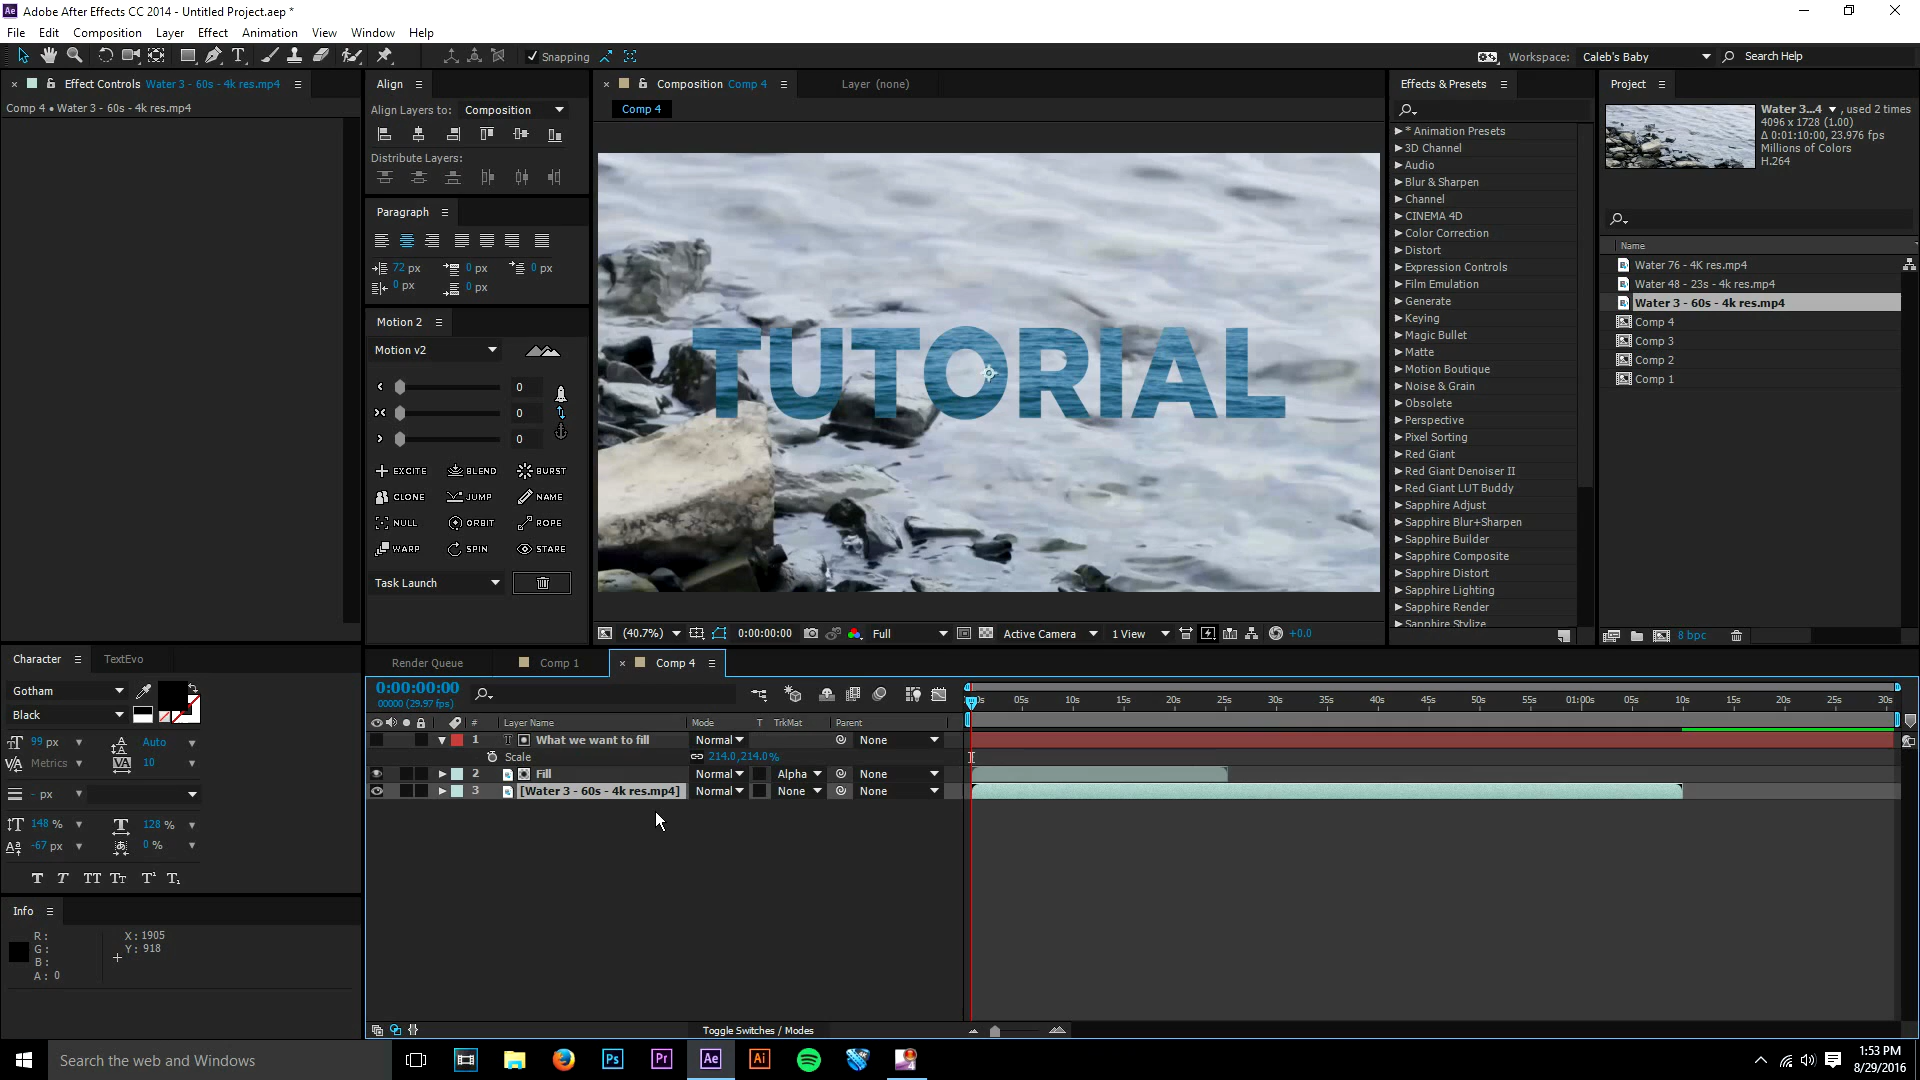 Ae Adobe After Effects CC 2014 - Untitled Project.aep *
File Edit Composition Layer Effect Animation View Window Help
Snapping
Workspace: Caleb's Baby Search Help
Effect Controls Water 3 - 60s - 4k res.mp4
Comp 4 • Water 3 - 60s - 4k res.mp4
Align
Align Layers to: Composition
Distribute Layers:
Paragraph
72 px 0 px 0 px
0 px 0 px
Motion 2
Motion v2
0
0
0
EXCITE BLEND BURST
CLONE JUMP NAME
NULL ORBIT ROPE
WARP SPIN STARE
Task Launch
Composition Comp 4 Layer (none)
Comp 4
TUTORIAL
(40.7%) 0:00:00:00 Full Active Camera 1 View +0.0
Effects & Presets
* Animation Presets
3D Channel
Audio
Blur & Sharpen
Channel
CINEMA 4D
Color Correction
Distort
Expression Controls
Film Emulation
Generate
Keying
Magic Bullet
Matte
Motion Boutique
Noise & Grain
Obsolete
Perspective
Pixel Sorting
Red Giant
Red Giant Denoiser II
Red Giant LUT Buddy
Sapphire Adjust
Sapphire Blur+Sharpen
Sapphire Builder
Sapphire Composite
Sapphire Distort
Sapphire Lighting
Sapphire Render
Sapphire Stylize
Project
Water 3...4 , used 2 times
4096 x 1728 (1.00)
Δ 0:01:10:00, 23.976 fps
Millions of Colors
H.264
Name
Water 76 - 4K res.mp4
Water 48 - 23s - 4k res.mp4
Water 3 - 60s - 4k res.mp4
Comp 4
Comp 3
Comp 2
Comp 1
8 bpc
Character TextEvo
Gotham
Black
99 px Auto
Metrics 10
- px
148 % 128 %
-67 px 0 %
T T TT Tt T¹ T₁
Info
R: X: 1905
G: Y: 918
B:
A: 0
Render Queue Comp 1 Comp 4
0:00:00:00
00000 (29.97 fps)
# Layer Name Mode T TrkMat Parent
1 T What we want to fill Normal None
Scale 214.0,214.0%
2 Fill Normal Alpha None
3 [Water 3 - 60s - 4k res.mp4] Normal None None
05s 10s 15s 20s 25s 30s 35s 40s 45s 50s 55s 01:00s 05s 10s 15s 20s 25s 30s
Toggle Switches / Modes
Search the web and Windows
Ps Pr Ae Ai
1:53 PM
8/29/2016